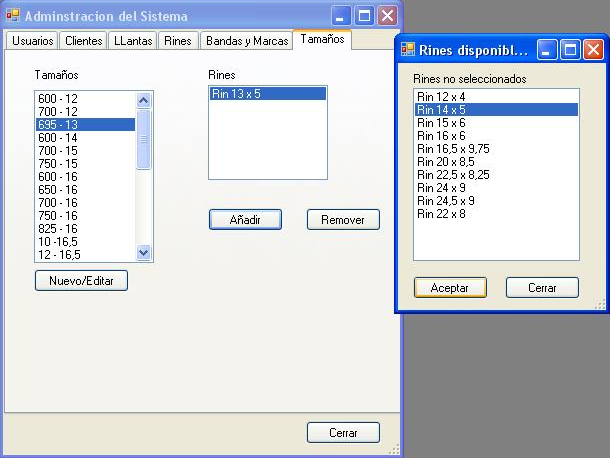 Adminstracion del Sistema
Usuarios Clientes LLantas Rines Bandas y Marcas Tamaños
Tamaños
600 - 12
700 - 12
695 - 13
600 - 14
700 - 15
750 - 15
600 - 16
650 - 16
700 - 16
750 - 16
825 - 16
10 -16,5
12 - 16,5
Nuevo/Editar
Rines
Rin 13 x 5
Añadir Remover
Cerrar
Rines disponibl...
Rines no seleccionados
Rin 12 x 4
Rin 14 x 5
Rin 15 x 6
Rin 16 x 6
Rin 16,5 x 9,75
Rin 20 x 8,5
Rin 22,5 x 8,25
Rin 24 x 9
Rin 24,5 x 9
Rin 22 x 8
Aceptar Cerrar